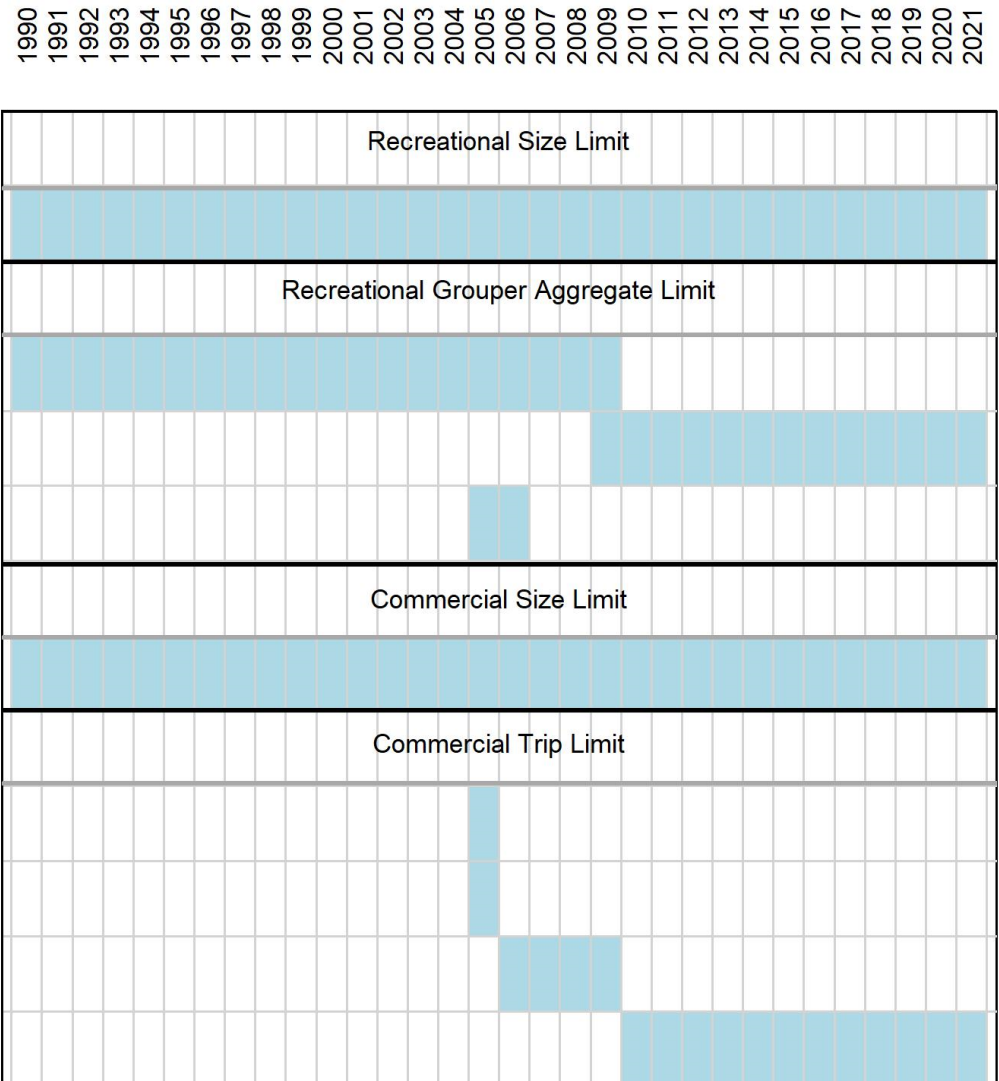 1990 1991 1992 1993 1994 1995 1996 1997 1998 1999 2000 2001 2002 2003 2004 2005 2006 2007 2008 2009 2010 2011 2012 2013 2014 2015 2016 2017 2018 2019 2020 2021
Recreational Size Limit
Recreational Grouper Aggregate Limit
Commercial Size Limit
Commercial Trip Limit